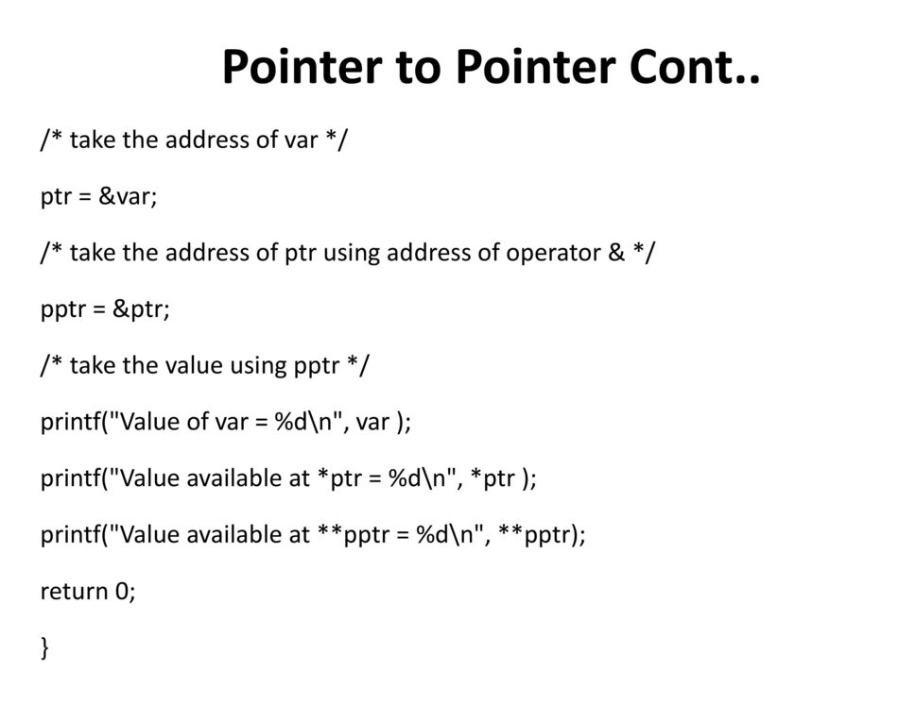 Pointer to Pointer Cont..
/* take the address of var */
ptr = &var;
/* take the address of ptr using address of operator & */
pptr = &ptr;
/* take the value using pptr */
printf("Value of var = %d\n", var );
printf("Value available at *ptr = %d\n", *ptr );
printf("Value available at **pptr = %d\n", **pptr);
return 0;
}